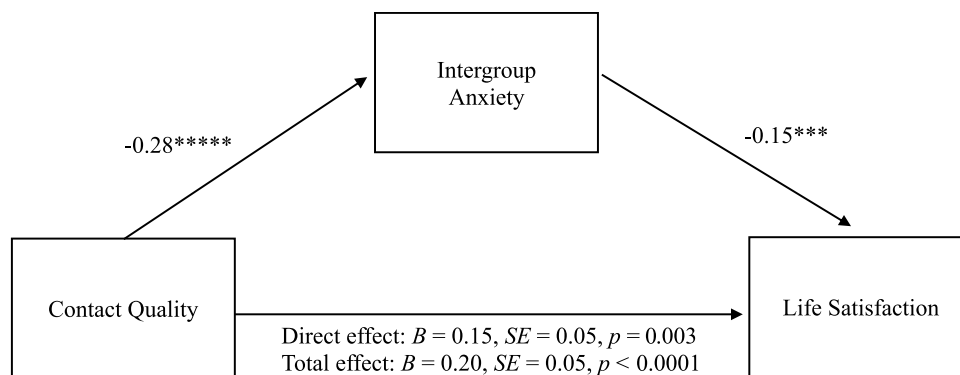 Intergroup
Anxiety
-0.28*****
-0.15***
Contact Quality
Life Satisfaction
Direct effect: B = 0.15, SE = 0.05, p = 0.003
Total effect: B = 0.20, SE = 0.05, p < 0.0001